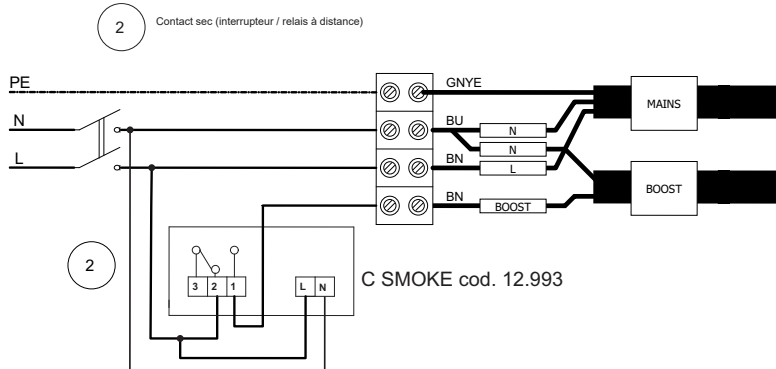 2
Contact sec (interrupteur / relais à distance)
PE
GNYE
MAINS
N
BU
N
N
L
BN
L
BOOST
BN
BOOST
2
3 2 1
L N
C SMOKE cod. 12.993